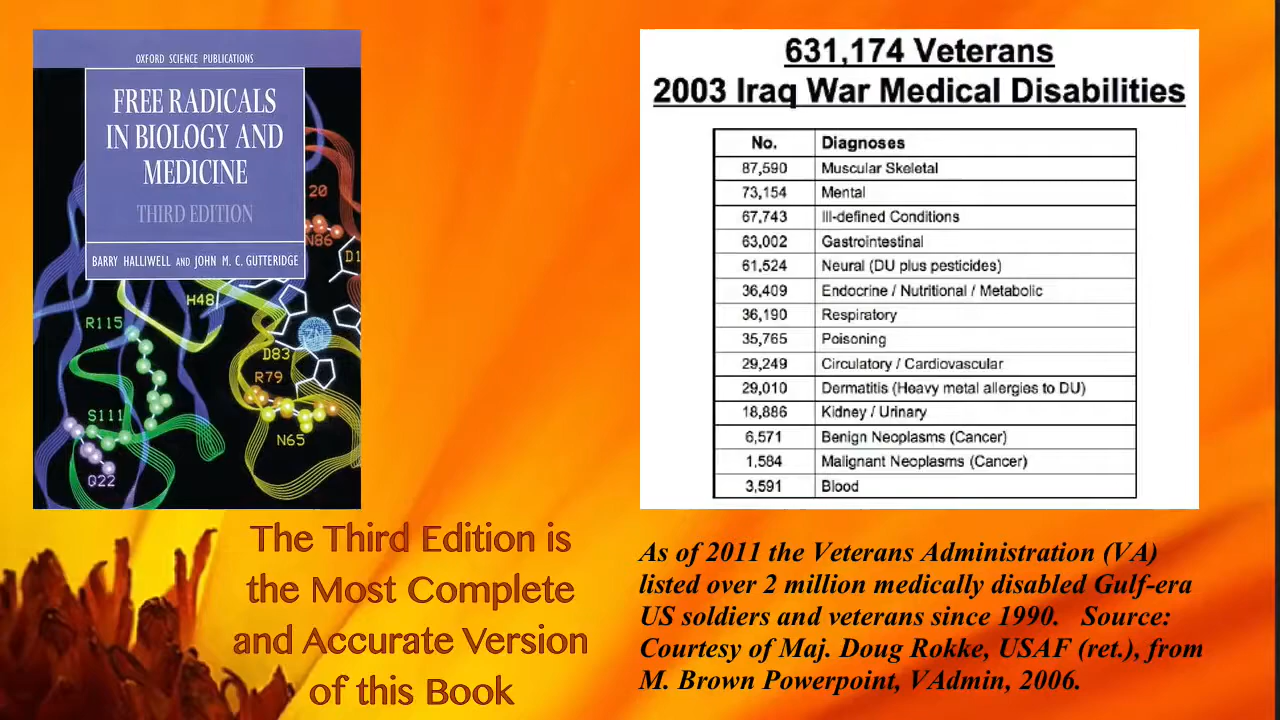 OXFORD SCIENCE PUBLICATIONS
FREE RADICALS
IN BIOLOGY AND
MEDICINE
THIRD EDITION
BARRY HALLIWELL AND JOHN M. C. GUTTERIDGE
20
N86
D1
H48
R115
ZN
D83
R79
S111
N65
Q22
The Third Edition is
the Most Complete
and Accurate Version
of this Book
631,174 Veterans
2003 Iraq War Medical Disabilities
No. Diagnoses
87,590 Muscular Skeletal
73,154 Mental
67,743 Ill-defined Conditions
63,002 Gastrointestinal
61,524 Neural (DU plus pesticides)
36,409 Endocrine / Nutritional / Metabolic
36,190 Respiratory
35,765 Poisoning
29,249 Circulatory / Cardiovascular
29,010 Dermatitis (Heavy metal allergies to DU)
18,886 Kidney / Urinary
6,571 Benign Neoplasms (Cancer)
1,584 Malignant Neoplasms (Cancer)
3,591 Blood
As of 2011 the Veterans Administration (VA)
listed over 2 million medically disabled Gulf-era
US soldiers and veterans since 1990. Source:
Courtesy of Maj. Doug Rokke, USAF (ret.), from
M. Brown Powerpoint, VAdmin, 2006.